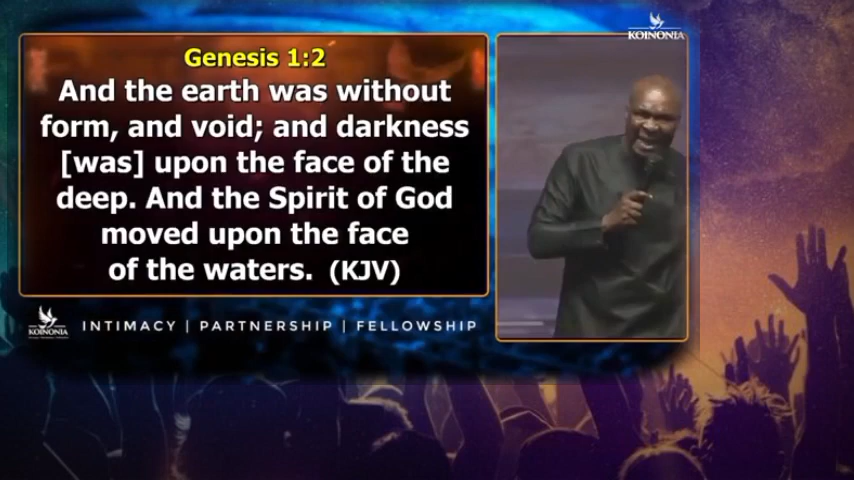 KOINONIA
Genesis 1:2
And the earth was without
form, and void; and darkness
[was] upon the face of the
deep. And the Spirit of God
moved upon the face
of the waters. (KJV)
KOINONIA
INTIMACY | PARTNERSHIP | FELLOWSHIP